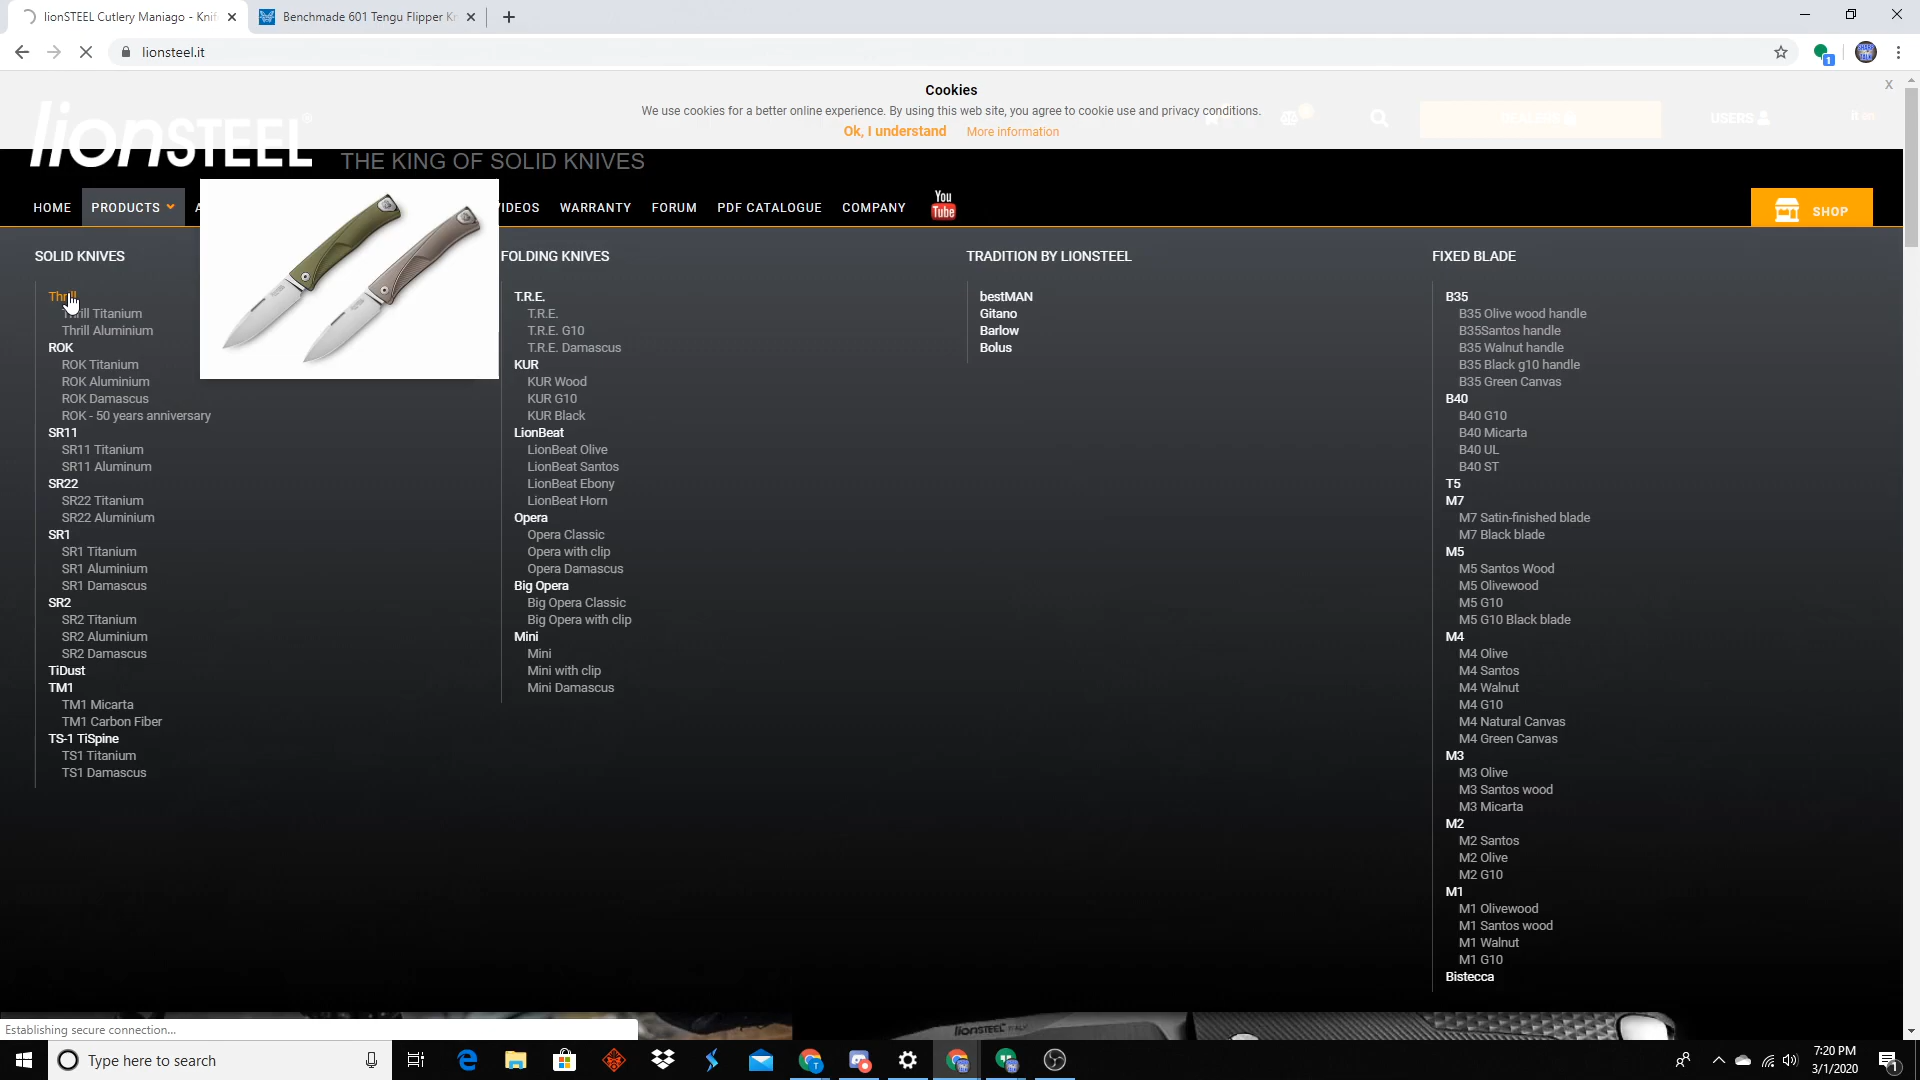 lionSTEEL Cutlery Maniago - Knif
Benchmade 601 Tengu Flipper Kn
lionsteel.it
1
Cookies
X
We use cookies for a better online experience. By using this web site, you agree to cookie use and privacy conditions.
Ok, I understand More information
lionSTEEL®
THE KING OF SOLID KNIVES
USERS
It en
HOME PRODUCTS A VIDEOS WARRANTY FORUM PDF CATALOGUE COMPANY You Tube SHOP
SOLID KNIVES
Thrill
Thrill Titanium
Thrill Aluminium
ROK
ROK Titanium
ROK Aluminium
ROK Damascus
ROK - 50 years anniversary
SR11
SR11 Titanium
SR11 Aluminum
SR22
SR22 Titanium
SR22 Aluminium
SR1
SR1 Titanium
SR1 Aluminium
SR1 Damascus
SR2
SR2 Titanium
SR2 Aluminium
SR2 Damascus
TiDust
TM1
TM1 Micarta
TM1 Carbon Fiber
TS-1 TiSpine
TS1 Titanium
TS1 Damascus
FOLDING KNIVES
T.R.E.
T.R.E.
T.R.E. G10
T.R.E. Damascus
KUR
KUR Wood
KUR G10
KUR Black
LionBeat
LionBeat Olive
LionBeat Santos
LionBeat Ebony
LionBeat Horn
Opera
Opera Classic
Opera with clip
Opera Damascus
Big Opera
Big Opera Classic
Big Opera with clip
Mini
Mini
Mini with clip
Mini Damascus
TRADITION BY LIONSTEEL
bestMAN
Gitano
Barlow
Bolus
FIXED BLADE
B35
B35 Olive wood handle
B35Santos handle
B35 Walnut handle
B35 Black g10 handle
B35 Green Canvas
B40
B40 G10
B40 Micarta
B40 UL
B40 ST
T5
M7
M7 Satin-finished blade
M7 Black blade
M5
M5 Santos Wood
M5 Olivewood
M5 G10
M5 G10 Black blade
M4
M4 Olive
M4 Santos
M4 Walnut
M4 G10
M4 Natural Canvas
M4 Green Canvas
M3
M3 Olive
M3 Santos wood
M3 Micarta
M2
M2 Santos
M2 Olive
M2 G10
M1
M1 Olivewood
M1 Santos wood
M1 Walnut
M1 G10
Bistecca
lionSTEEL ITALY
Establishing secure connection...
Type here to search
7:20 PM
3/1/2020
1